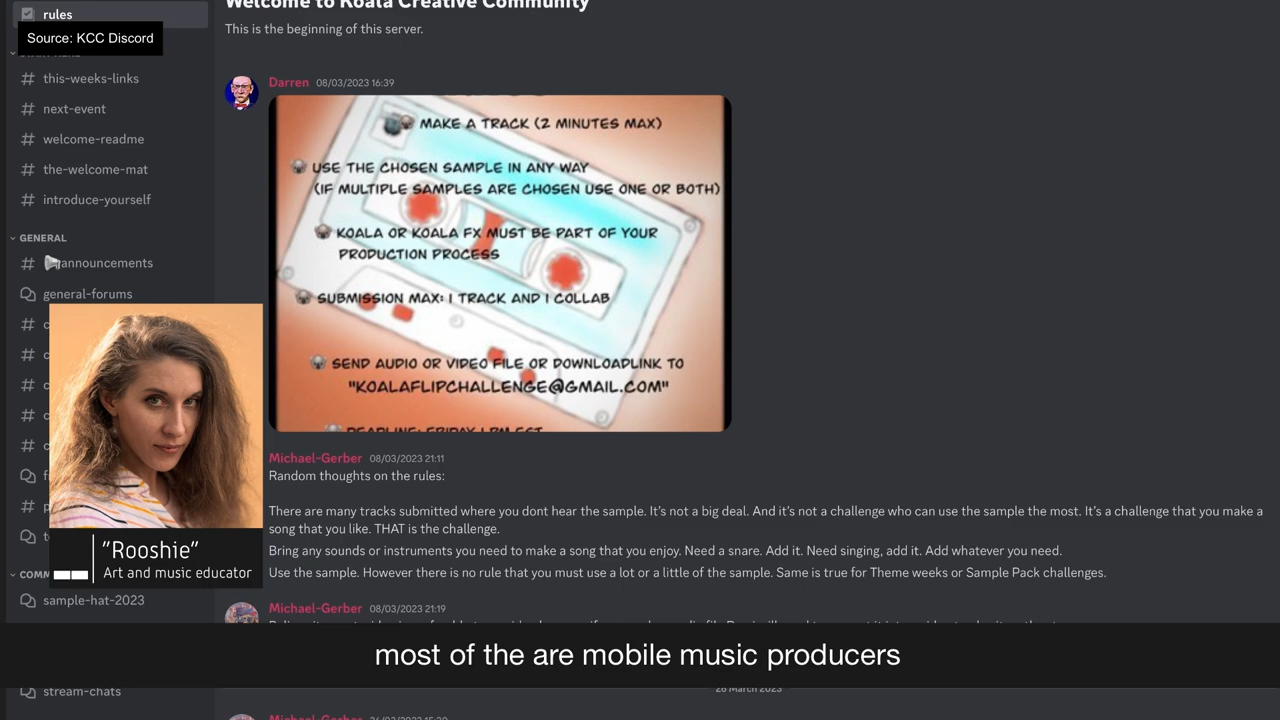 rules
Source: KCC Discord
this-weeks-links
next-event
welcome-readme
the-welcome-mat
introduce-yourself
GENERAL
announcements
general-forums
COMM
sample-hat-2023
stream-chats
Welcome to Koala Creative Community
This is the beginning of this server.
Darren 08/03/2023 16:39
MAKE A TRACK (2 MINUTES MAX)
USE THE CHOSEN SAMPLE IN ANY WAY
(IF MULTIPLE SAMPLES ARE CHOSEN USE ONE OR BOTH)
KOALA OR KOALA FX MUST BE PART OF YOUR
PRODUCTION PROCESS
SUBMISSION MAX: 1 TRACK AND 1 COLLAB
SEND AUDIO OR VIDEO FILE OR DOWNLOADLINK TO
"KOALAFLIPCHALLENGE@GMAIL.COM"
DEADLINE: FRIDAY 1 PM EST
Michael-Gerber 08/03/2023 21:11
Random thoughts on the rules:
There are many tracks submitted where you dont hear the sample. It's not a big deal. And it's not a challenge who can use the sample the most. It's a challenge that you make a
song that you like. THAT is the challenge.
Bring any sounds or instruments you need to make a song that you enjoy. Need a snare. Add it. Need singing, add it. Add whatever you need.
Use the sample. However there is no rule that you must use a lot or a little of the sample. Same is true for Theme weeks or Sample Pack challenges.
Michael-Gerber 08/03/2023 21:19
"Rooshie"
Art and music educator
most of the are mobile music producers
26 March 2023
Michael-Gerber